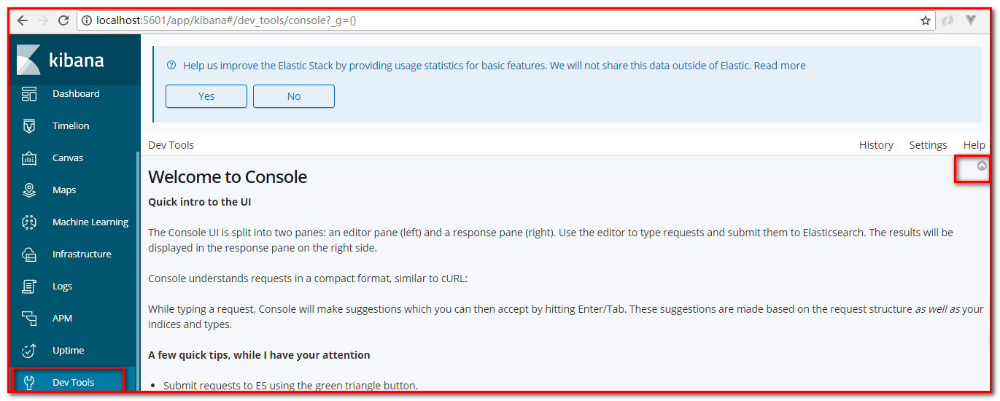 localhost:5601/app/kibana#/dev_tools/console?_g=()
kibana
Dashboard
Timelion
Canvas
Maps
Machine Learning
Infrastructure
Logs
APM
Uptime
Dev Tools
Help us improve the Elastic Stack by providing usage statistics for basic features. We will not share this data outside of Elastic. Read more
Yes No
Dev Tools History Settings Help
Welcome to Console
Quick intro to the UI
The Console UI is split into two panes: an editor pane (left) and a response pane (right). Use the editor to type requests and submit them to Elasticsearch. The results will be
displayed in the response pane on the right side.
Console understands requests in a compact format, similar to cURL:
While typing a request, Console will make suggestions which you can then accept by hitting Enter/Tab. These suggestions are made based on the request structure as well as your
indices and types.
A few quick tips, while I have your attention
• Submit requests to ES using the green triangle button.